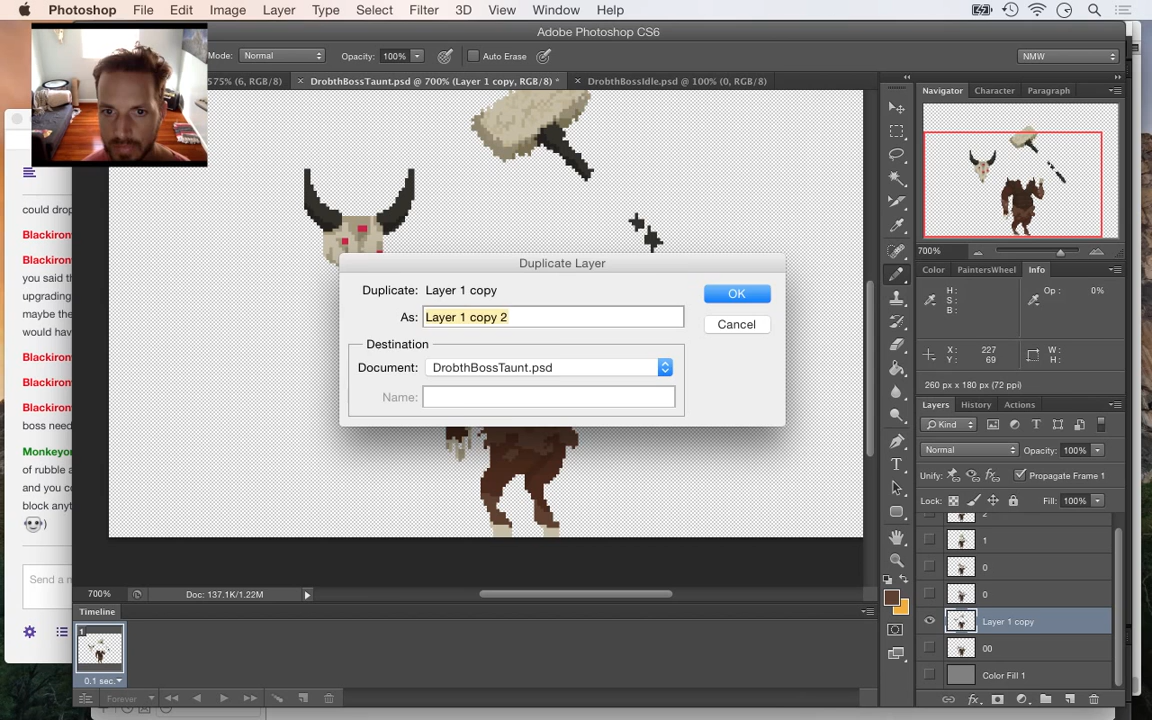 Photoshop File Edit Image Layer Type Select Filter 3D View Window Help
Adobe Photoshop CS6
Mode: Normal Opacity: 100% Auto Erase NMW
575% (6, RGB/8) × DrobthBossTaunt.psd @ 700% (Layer 1 copy, RGB/8) * × DrobthBossIdle.psd @ 100% (0, RGB/8)
Navigator Character Paragraph
700%
Color PaintersWheel Info
H:
S:
B:
Op: 0%
X: 227
Y: 69
W:
H:
260 px x 180 px (72 ppi)
Layers History Actions
Kind
Normal Opacity: 100%
Unify: Propagate Frame 1
Lock: Fill: 100%
2
1
0
0
Layer 1 copy
00
Color Fill 1
Duplicate Layer
Duplicate: Layer 1 copy
As: Layer 1 copy 2
Destination
Document: DrobthBossTaunt.psd
Name:
OK
Cancel
could drop
Blackiron
Blackiron
you said th
upgrading
maybe the
would hav
Blackiron
Blackiron
Blackiron
boss need
Monkeyor
of rubble a
and you co
block anyt
)
Send a m
700% Doc: 137.1K/1.22M
Timeline
1
0.1 sec.
Forever